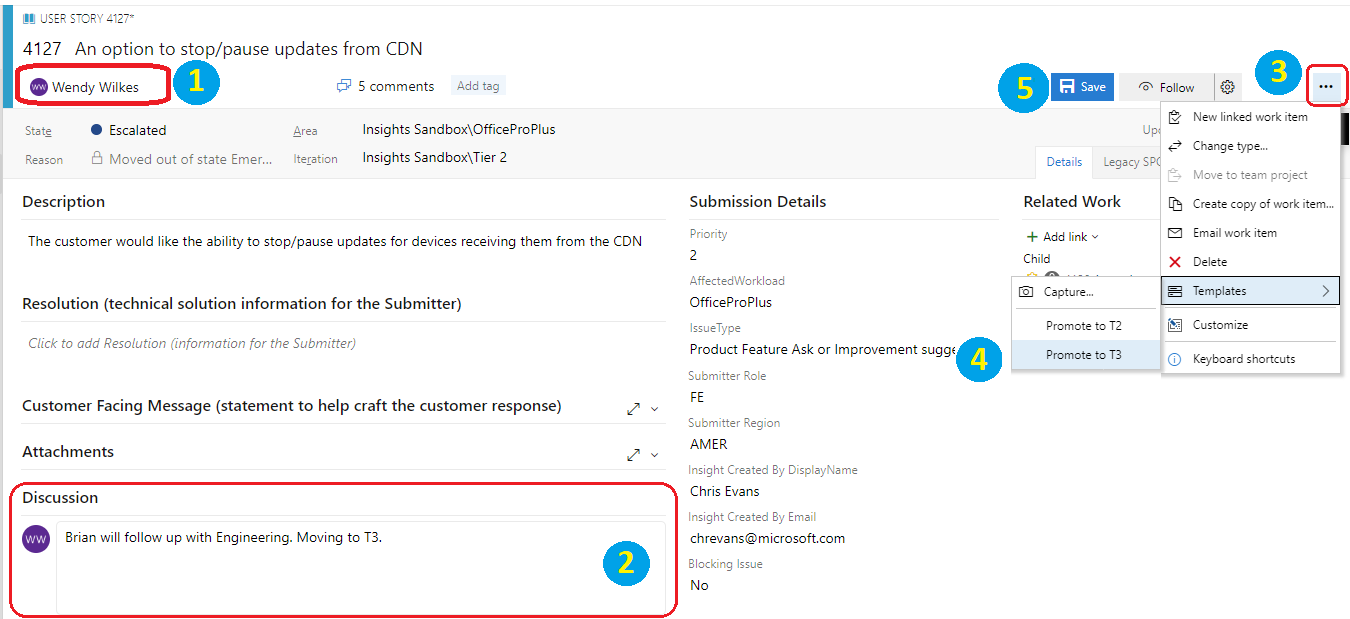 USER STORY 4127*
4127 An option to stop/pause updates from CDN
WW Wendy Wilkes
1
5 comments
Add tag
5
Save
Follow
3
...
State
Escalated
Area
Insights Sandbox\OfficeProPlus
Reason
Moved out of state Emer...
Iteration
Insights Sandbox\Tier 2
Details
Legacy
New linked work item
Change type...
Move to team project
Create copy of work item...
Email work item
Delete
Templates
Customize
Keyboard shortcuts
Capture...
Promote to T2
Promote to T3
4
Description
The customer would like the ability to stop/pause updates for devices receiving them from the CDN
Resolution (technical solution information for the Submitter)
Click to add Resolution (information for the Submitter)
Customer Facing Message (statement to help craft the customer response)
Attachments
Discussion
WW
Brian will follow up with Engineering. Moving to T3.
2
Submission Details
Priority
2
AffectedWorkload
OfficeProPlus
IssueType
Product Feature Ask or Improvement sugge
Submitter Role
FE
Submitter Region
AMER
Insight Created By DisplayName
Chris Evans
Insight Created By Email
chrevans@microsoft.com
Blocking Issue
No
Related Work
Add link
Child